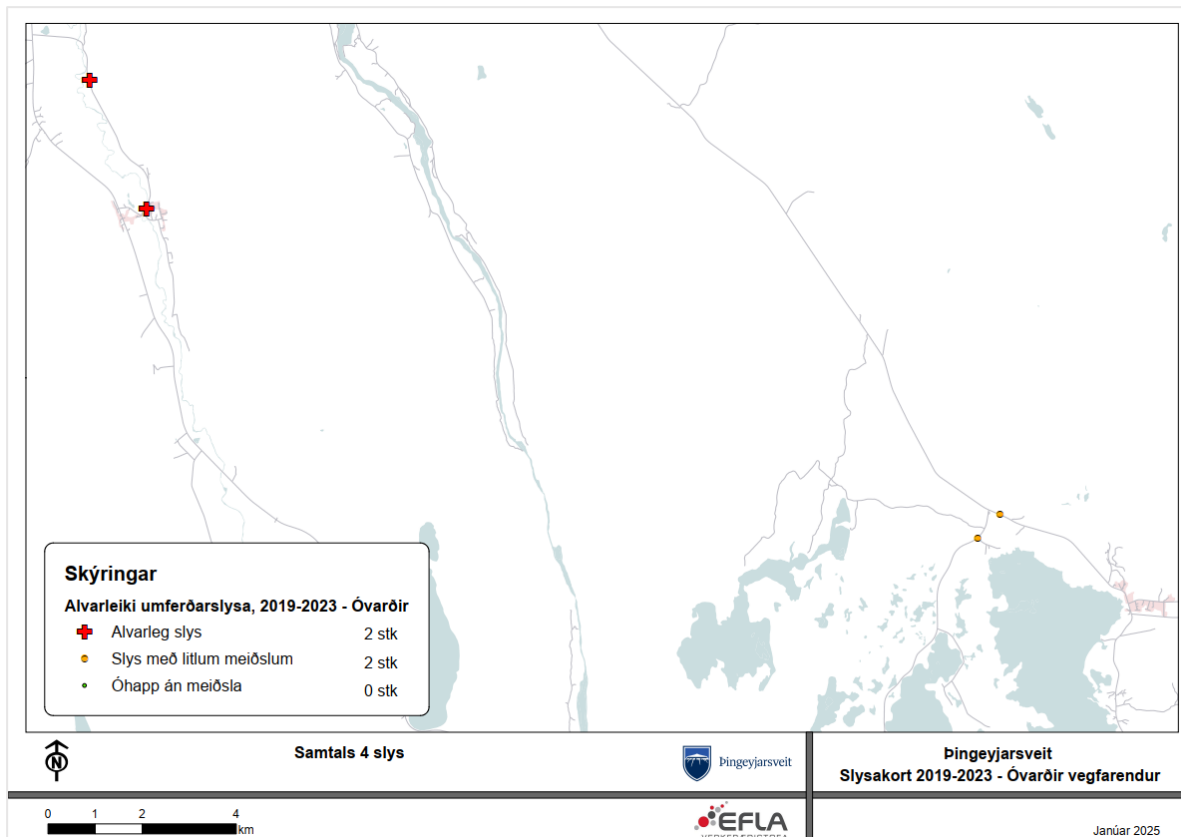 Skýringar
Alvarleiki umferðarslysa, 2019-2023 - Óvarðir
Alvarleg slys 2 stk
Slys með litlum meiðslum 2 stk
Óhapp án meiðsla 0 stk
N
Samtals 4 slys
Þingeyjarsveit
Þingeyjarsveit
Slysakort 2019-2023 - Óvarðir vegfarendur
0 1 2 4
km
EFLA
Janúar 2025